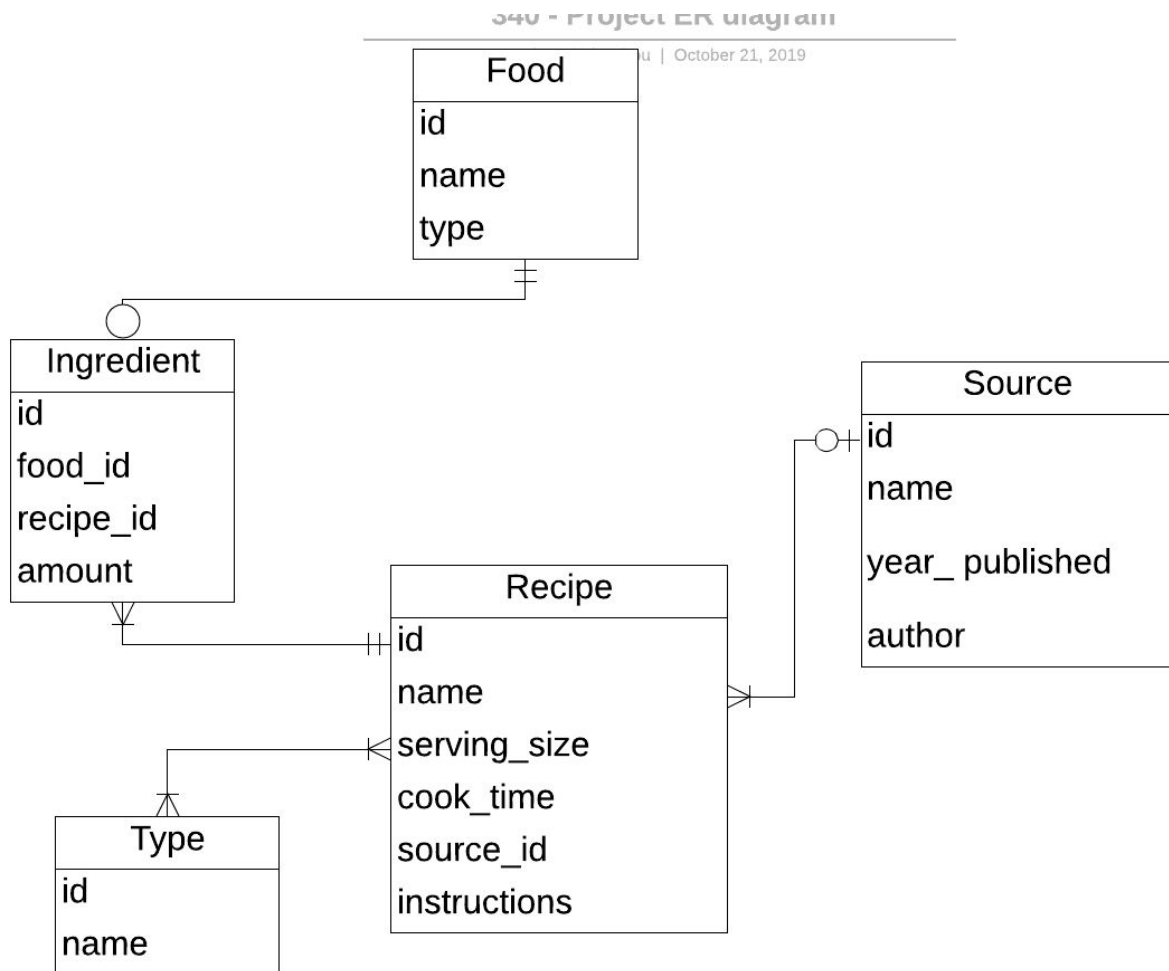 340 - Project ER diagram
| October 21, 2019
Food
id
name
type
Ingredient
id
food_id
recipe_id
amount
Source
id
name
year_ published
author
Recipe
id
name
serving_size
cook_time
source_id
instructions
Type
id
name